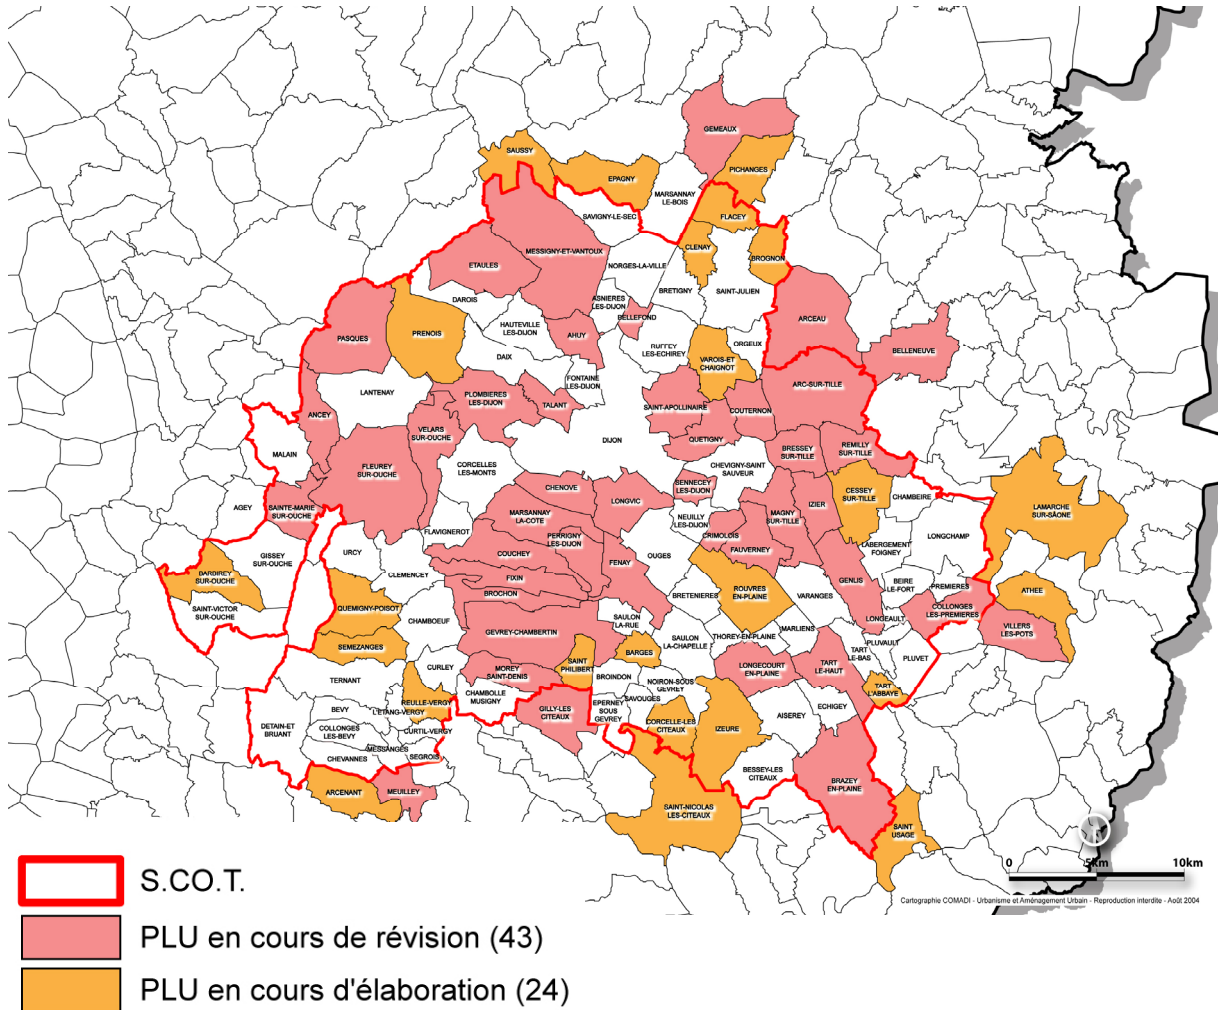 GEMEAUX
SAUSSY
PICHANGES
EPAGNY
MARSANNAY
LE-BOIS
SAVIGNY-LE-SEC
FLACEY
MESSIGNY-ET-VANTOUX
CLENAY
BROGNON
ETAULES
NORGES-LA-VILLE
BRETIGNY
SAINT-JULIEN
DAROIS
ASNIERES
LES-DIJON
BELLEFOND
ARCEAU
HAUTEVILLE
LES-DIJON
AHUY
PASQUES
PRENOIS
RUFFEY
LES-ECHIREY
ORGEUX
BELLENEUVE
DAIX
VAROIS-ET
CHAIGNOT
FONTAINE
LES-DIJON
ARC-SUR-TILLE
LANTENAY
PLOMBIERES
LES-DIJON
TALANT
SAINT-APOLLINAIRE
COUTERNON
ANCEY
VELARS
SUR-OUCHE
DIJON
QUETIGNY
BRESSEY
SUR-TILLE
REMILLY
SUR-TILLE
MALAIN
FLEUREY
SUR-OUCHE
CORCELLES
LES-MONTS
CHEVIGNY-SAINT
SAUVEUR
CHENOVE
SENNECEY
LES-DIJON
CESSEY
SUR-TILLE
CHAMBEIRE
LAMARCHE
SUR-SÂONE
AGEY
SAINTE-MARIE
SUR-OUCHE
MARSANNAY
LA-COTE
LONGVIC
NEUILLY
LES-DIJON
MAGNY
SUR-TILLE
IZIER
FLAVIGNEROT
PERRIGNY
LES-DIJON
CRIMOLOIS
LONGCHAMP
GISSEY
SUR-OUCHE
URCY
COUCHEY
OUGES
FAUVERNEY
LABERGEMENT
FOIGNEY
BARBIREY
SUR-OUCHE
CLEMENCEY
FIXIN
FENAY
GENLIS
BEIRE
LE-FORT
PREMIERES
ATHEE
BROCHON
BRETENIERES
ROUVRES
EN-PLAINE
VARANGES
COLLONGES
LES-PREMIERES
SAINT-VICTOR
SUR-OUCHE
QUEMIGNY-POISOT
CHAMBOEUF
SAULON
LA-RUE
LONGEAULT
VILLERS
LES-POTS
GEVREY-CHAMBERTIN
SAULON
LA-CHAPELLE
THOREY-EN-PLAINE
MARLIENS
SEMEZANGES
BARGES
PLUVAULT
TART
LE-BAS
PLUVET
CURLEY
MOREY
SAINT-DENIS
SAINT
PHILIBERT
BROINDON
LONGECOURT
EN-PLAINE
TART
LE-HAUT
TERNANT
NOIRON-SOUS
GEVREY
TART
L'ABBAYE
CHAMBOLLE
MUSIGNY
SAVOUGES
REULLE-VERGY
BEVY
L'ETANG-VERGY
GILLY-LES
CITEAUX
EPERNEY
SOUS
GEVREY
ECHIGEY
AISEREY
DETAIN-ET
BRUANT
COLLONGES
LES-BEVY
CURTIL-VERGY
CORCELLE-LES
CITEAUX
IZEURE
MESSANGES
SEGROIS
CHEVANNES
BESSEY-LES
CITEAUX
BRAZEY
EN-PLAINE
ARCENANT
MEUILLEY
SAINT-NICOLAS
LES-CITEAUX
SAINT
USAGE
0 5km 10km
Cartographie COMADI - Urbanisme et Aménagement Urbain - Reproduction interdite - Août 2004
S.CO.T.
PLU en cours de révision (43)
PLU en cours d'élaboration (24)